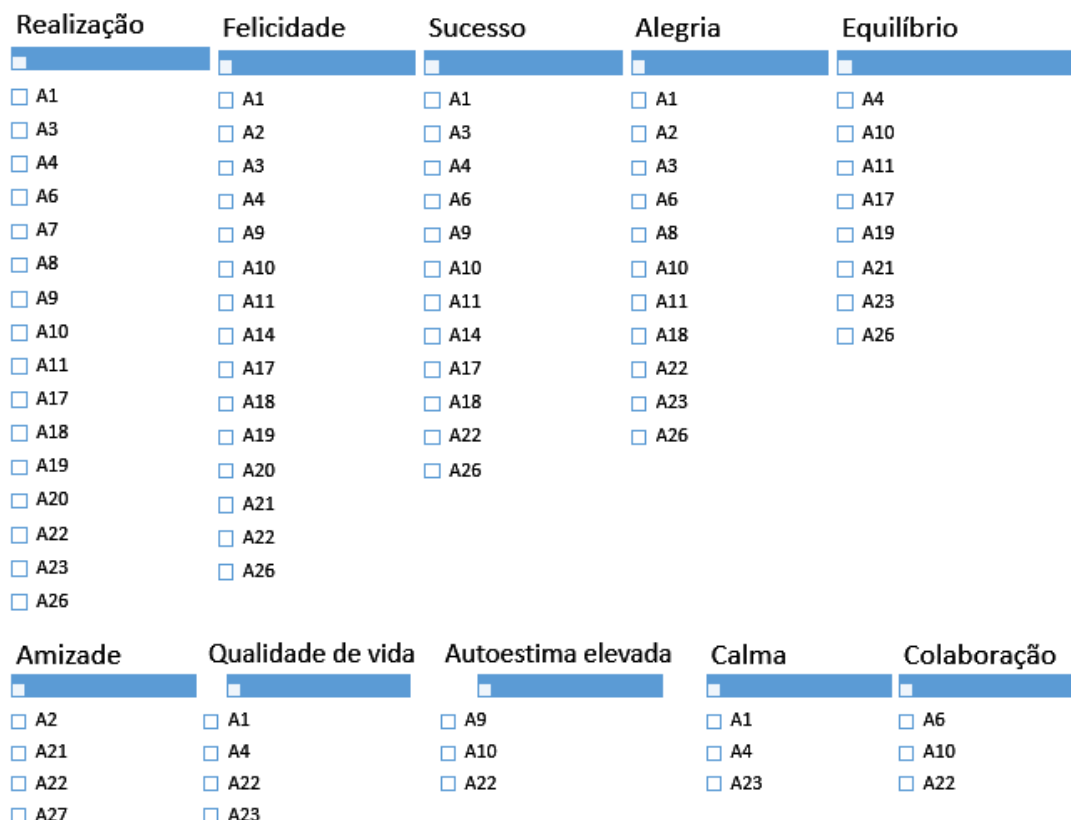 Realização
A1
A3
A4
A6
A7
A8
A9
A10
A11
A17
A18
A19
A20
A22
A23
A26
Felicidade
A1
A2
A3
A4
A9
A10
A11
A14
A17
A18
A19
A20
A21
A22
A26
Sucesso
A1
A3
A4
A6
A9
A10
A11
A14
A17
A18
A22
A26
Alegria
A1
A2
A3
A6
A8
A10
A11
A18
A22
A23
A26
Equilíbrio
A4
A10
A11
A17
A19
A21
A23
A26
Amizade
A2
A21
A22
A27
Qualidade de vida
A1
A4
A22
A23
Autoestima elevada
A9
A10
A22
Calma
A1
A4
A23
Colaboração
A6
A10
A22